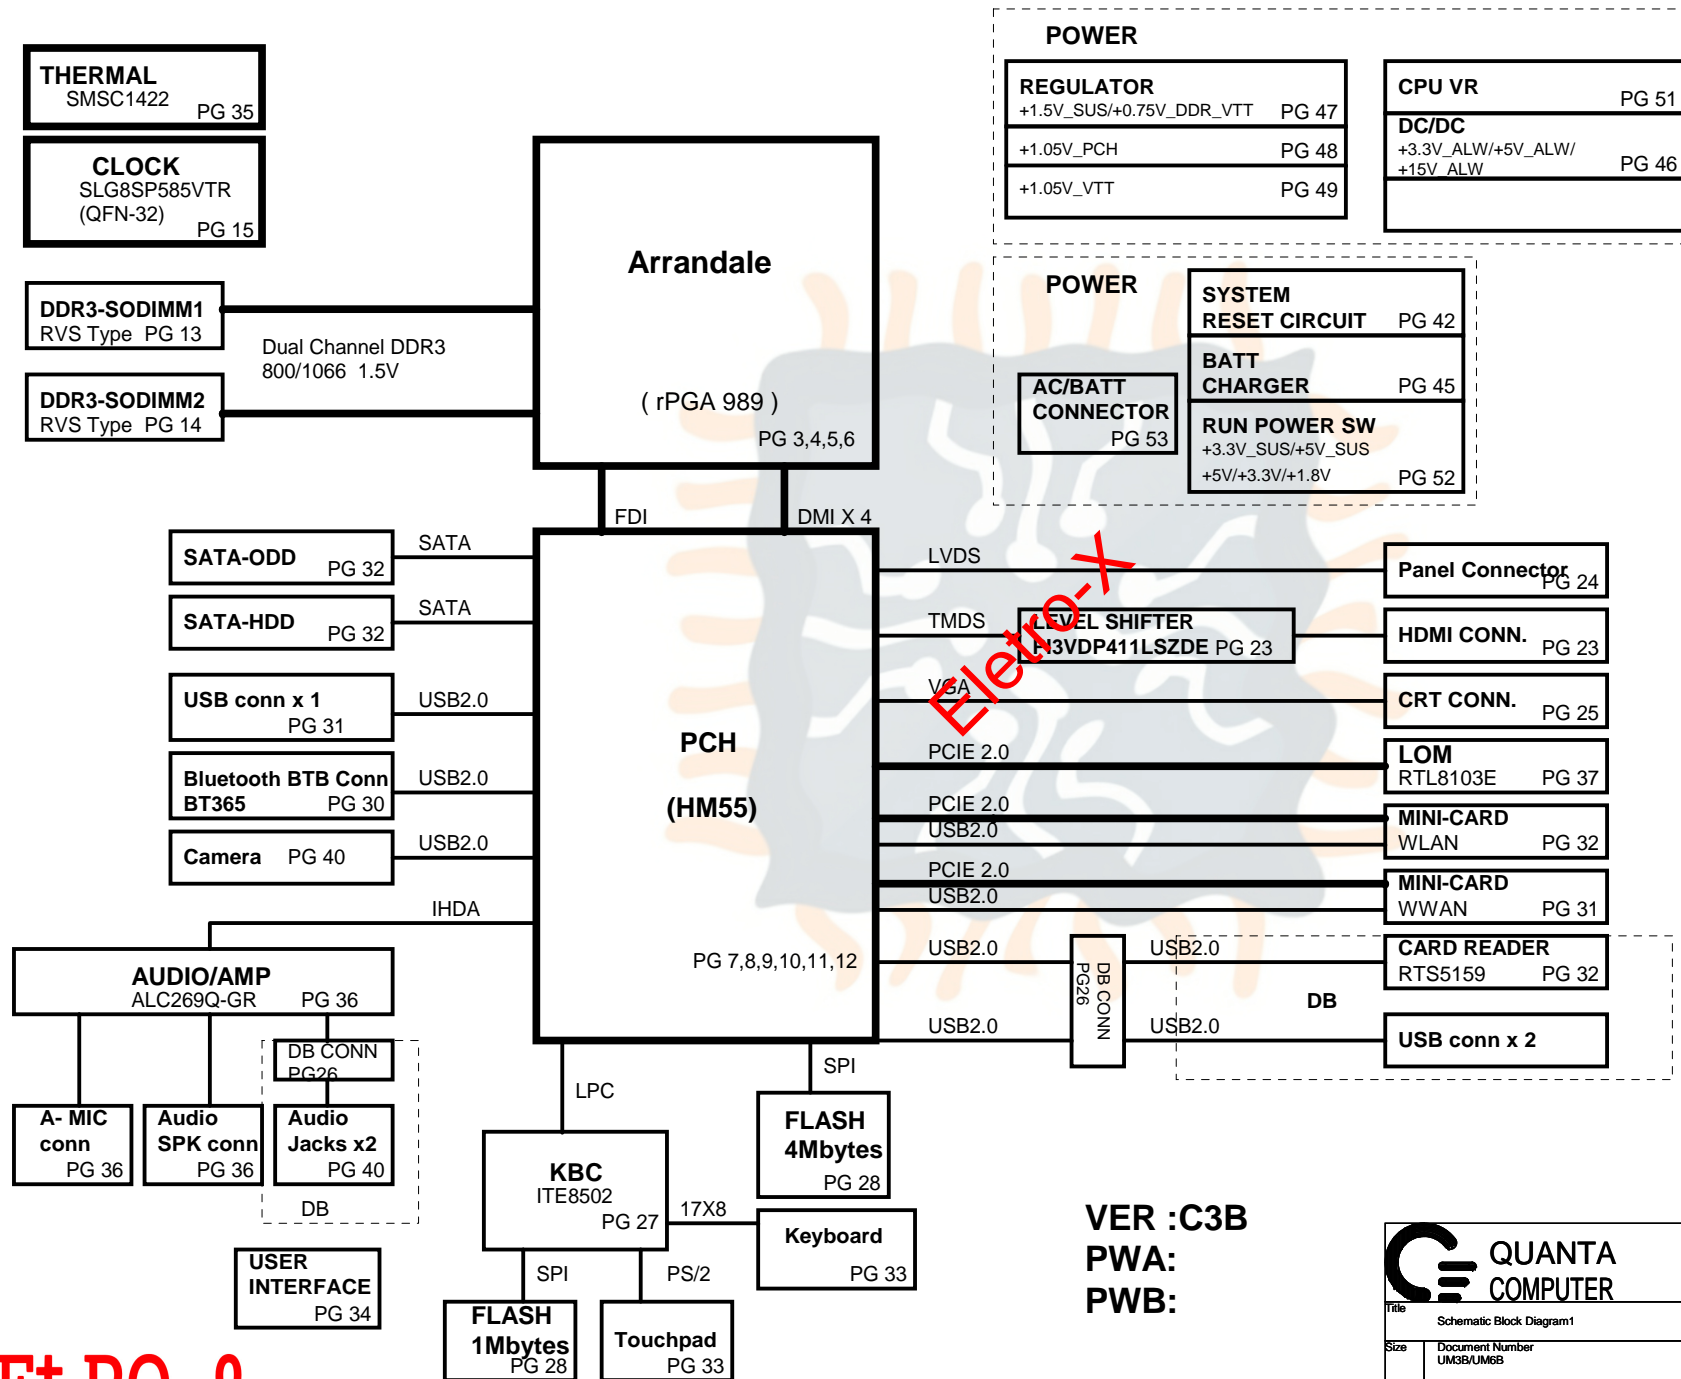 THERMAL
SMSC1422
PG 35
CLOCK
SLG8SP585VTR
(QFN-32)
PG 15
DDR3-SODIMM1
RVS Type PG 13
Dual Channel DDR3
800/1066 1.5V
DDR3-SODIMM2
RVS Type PG 14
Arrandale
( rPGA 989 )
PG 3,4,5,6
POWER
REGULATOR
+1.5V_SUS/+0.75V_DDR_VTT PG 47
+1.05V_PCH PG 48
+1.05V_VTT PG 49
CPU VR
PG 51
DC/DC
+3.3V_ALW/+5V_ALW/
+15V_ALW
PG 46
POWER
AC/BATT
CONNECTOR
PG 53
SYSTEM
RESET CIRCUIT PG 42
BATT
CHARGER PG 45
RUN POWER SW
+3.3V_SUS/+5V_SUS
+5V/+3.3V/+1.8V PG 52
FDI
DMI X 4
SATA-ODD
PG 32
SATA
SATA-HDD
PG 32
SATA
USB conn x 1
PG 31
USB2.0
Bluetooth BTB Conn
BT365 PG 30
USB2.0
Camera PG 40
USB2.0
IHDA
PCH
(HM55)
PG 7,8,9,10,11,12
LVDS
Panel Connector
PG 24
TMDS
LEVEL SHIFTER
PI3VDP411LSZDE PG 23
HDMI CONN.
PG 23
VGA
CRT CONN.
PG 25
Eletro-X
PCIE 2.0
LOM
RTL8103E PG 37
PCIE 2.0
USB2.0
MINI-CARD
WLAN PG 32
PCIE 2.0
USB2.0
MINI-CARD
WWAN PG 31
USB2.0
DB CONN
PG26
USB2.0
CARD READER
RTS5159 PG 32
DB
USB2.0
USB2.0
USB conn x 2
AUDIO/AMP
ALC269Q-GR PG 36
DB CONN
PG26
A- MIC
conn
PG 36
Audio
SPK conn
PG 36
Audio
Jacks x2
PG 40
DB
LPC
SPI
FLASH
4Mbytes
PG 28
KBC
ITE8502
PG 27
17X8
Keyboard
PG 33
USER
INTERFACE
PG 34
SPI
PS/2
FLASH
1Mbytes
PG 28
Touchpad
PG 33
VER :C3B
PWA:
PWB:
QUANTA
COMPUTER
Title
Schematic Block Diagram1
Size
Document Number
UM3B/UM6B